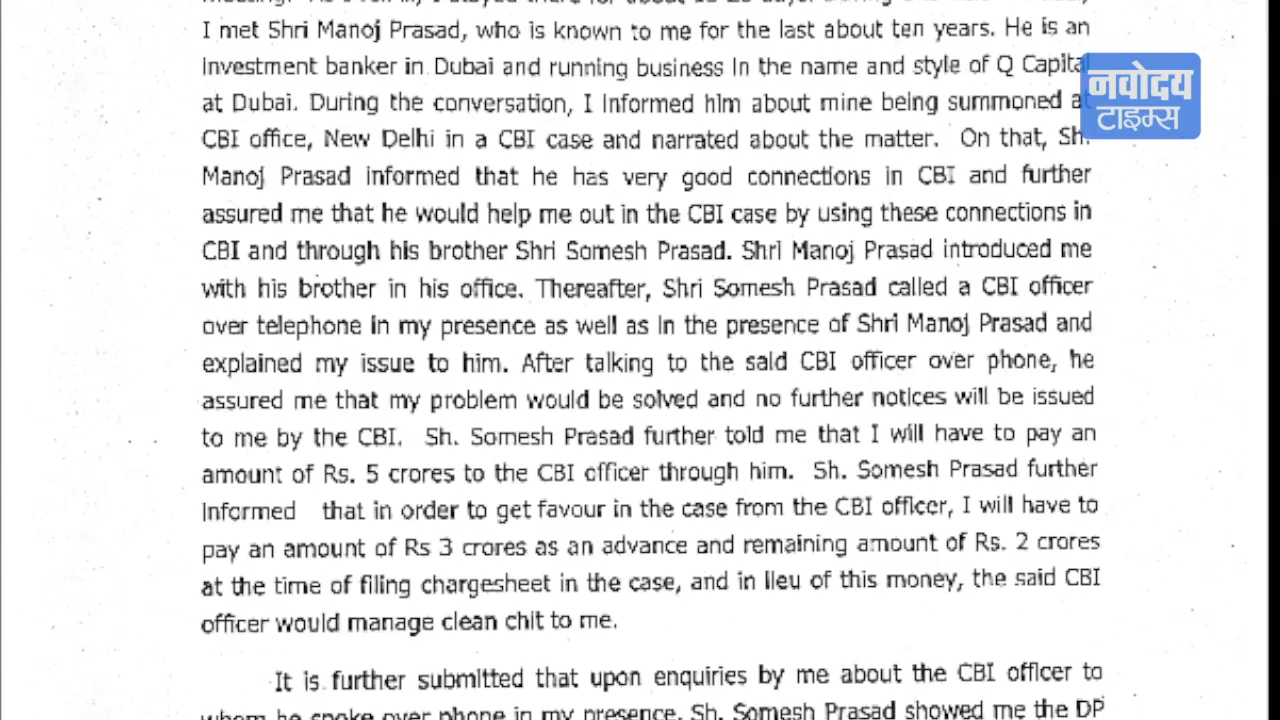 I met Shri Manoj Prasad, who is known to me for the last about ten years. He is an
investment banker in Dubai and running business in the name and style of Q Capital
at Dubai. During the conversation, I informed him about mine being summoned at
CBI office, New Delhi in a CBI case and narrated about the matter. On that, Sh.
Manoj Prasad informed that he has very good connections in CBI and further
assured me that he would help me out in the CBI case by using these connections in
CBI and through his brother Shri Somesh Prasad. Shri Manoj Prasad introduced me
with his brother in his office. Thereafter, Shri Somesh Prasad called a CBI officer
over telephone in my presence as well as in the presence of Shri Manoj Prasad and
explained my issue to him. After talking to the said CBI officer over phone, he
assured me that my problem would be solved and no further notices will be issued
to me by the CBI. Sh. Somesh Prasad further told me that I will have to pay an
amount of Rs. 5 crores to the CBI officer through him. Sh. Somesh Prasad further
informed that in order to get favour in the case from the CBI officer, I will have to
pay an amount of Rs 3 crores as an advance and remaining amount of Rs. 2 crores
at the time of filing chargesheet in the case, and in lieu of this money, the said CBI
officer would manage clean chit to me.
It is further submitted that upon enquiries by me about the CBI officer to
whom he spoke over phone in my presence, Sh. Somesh Prasad showed me the DP
नवोदय
टाइम्स